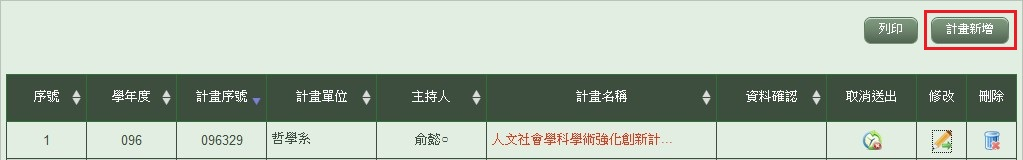 列印 計畫新增
序號 學年度 計畫序號 計畫單位 主持人 計畫名稱 資料確認 取消送出 修改 刪除
1 096 096329 哲學系 俞懿○ 人文社會學科學術強化創新計...